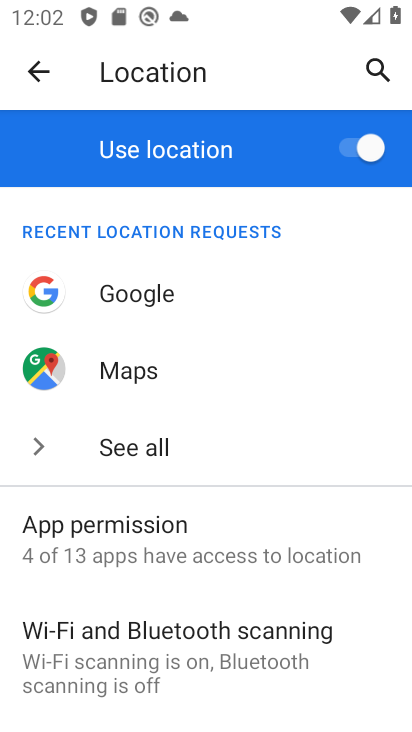 12:02
Location
Use location
RECENT LOCATION REQUESTS
Google
Maps
See all
App permission
4 of 13 apps have access to location
Wi-Fi and Bluetooth scanning
Wi-Fi scanning is on, Bluetooth
scanning is off